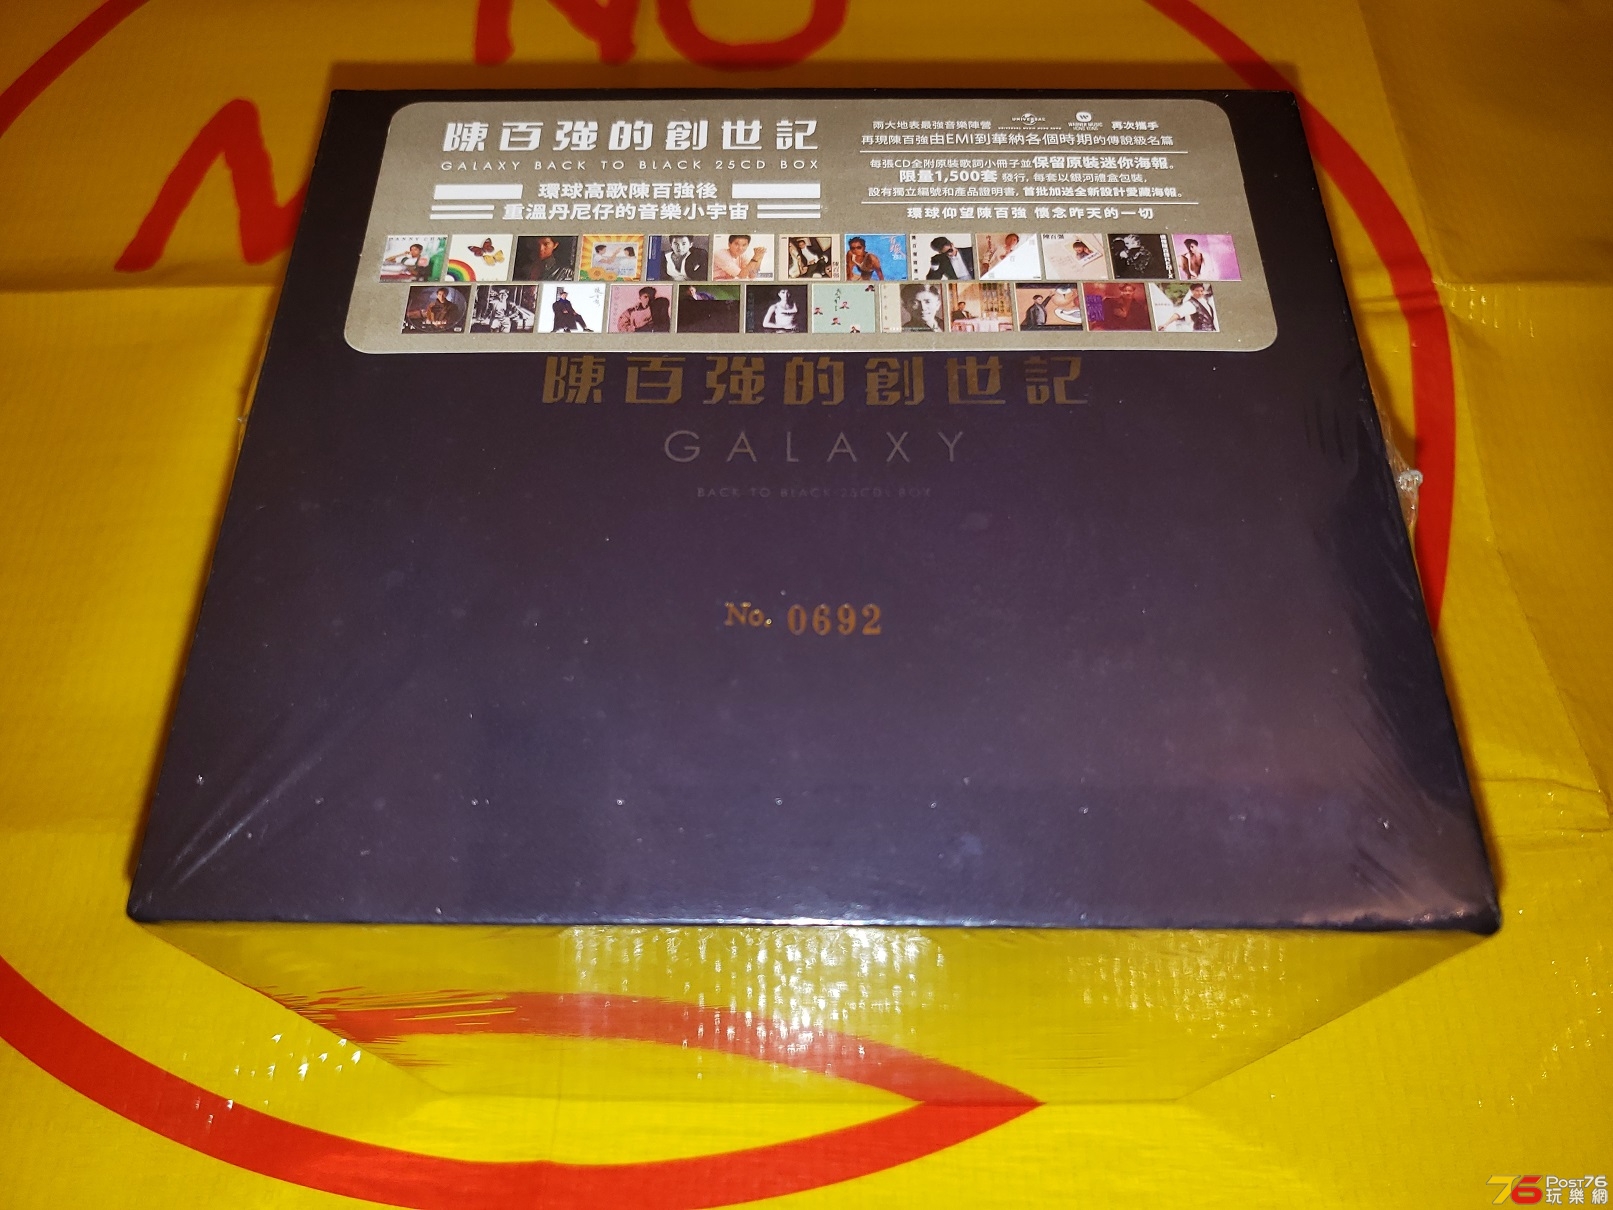 NO
陳百強的創世記
GALAXY BACK TO BLACK 25CD BOX
環球高歌陳百強後
重溫丹尼仔的音樂小宇宙
兩大地表最強音樂陣營 UNIVERSAL WARNER MUSIC 再次攜手
再現陳百強由EMI到華納各個時期的傳說級名篇
每張CD全附原裝歌詞小冊子並保留原裝迷你海報。
限量1,500套 發行, 每套以銀河禮盒包裝,
設有獨立編號和產品證明書, 首批加送全新設計愛藏海報。
環球仰望陳百強 懷念昨天的一切
陳百強的創世記
GALAXY
BACK TO BLACK 25CDs BOX
No. 0692
76 Post76
玩樂網